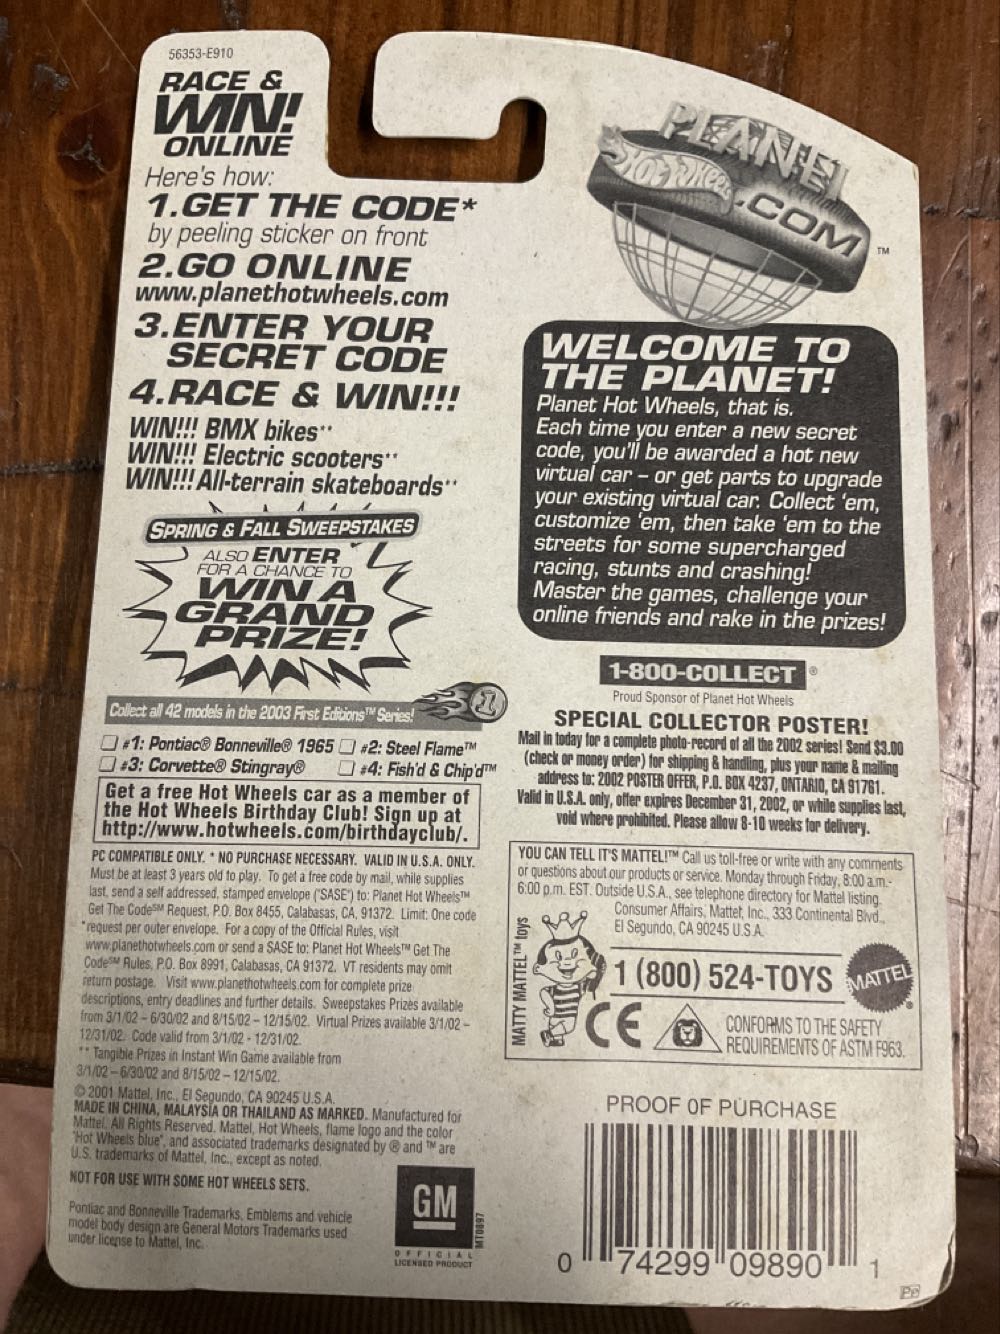 56353-E910
RACE &
WIN!
ONLINE
Here's how:
1.GET THE CODE*
by peeling sticker on front
2.GO ONLINE
www.planethotwheels.com
3.ENTER YOUR
SECRET CODE
4.RACE & WIN!!!
WIN!!! BMX bikes**
WIN!!! Electric scooters**
WIN!!! All-terrain skateboards**
SPRING & FALL SWEEPSTAKES
ALSO ENTER
FOR A CHANCE TO
WIN A
GRAND
PRIZE!
Collect all 42 models in the 2003 First Editions™ Series!
1
#1: Pontiac® Bonneville® 1965 #2: Steel Flame™
#3: Corvette® Stingray® #4: Fish'd & Chip'd™
Get a free Hot Wheels car as a member of
the Hot Wheels Birthday Club! Sign up at
http://www.hotwheels.com/birthdayclub/.
PC COMPATIBLE ONLY. * NO PURCHASE NECESSARY. VALID IN U.S.A. ONLY.
Must be at least 3 years old to play. To get a free code by mail, while supplies
last, send a self addressed, stamped envelope ("SASE") to: Planet Hot Wheels™
Get The Code℠ Request, P.O. Box 8455, Calabasas, CA, 91372. Limit: One code
request per outer envelope. For a copy of the Official Rules, visit
www.planethotwheels.com or send a SASE to: Planet Hot Wheels™ Get The
Code℠ Rules, P.O. Box 8991, Calabasas, CA 91372. VT residents may omit
return postage. Visit www.planethotwheels.com for complete prize
descriptions, entry deadlines and further details. Sweepstakes Prizes available
from 3/1/02 – 6/30/02 and 8/15/02 – 12/15/02. Virtual Prizes available 3/1/02 –
12/31/02. Code valid from 3/1/02 - 12/31/02.
** Tangible Prizes in Instant Win Game available from
3/1/02 – 6/30/02 and 8/15/02 – 12/15/02.
© 2001 Mattel, Inc., El Segundo, CA 90245 U.S.A.
MADE IN CHINA, MALAYSIA OR THAILAND AS MARKED. Manufactured for
Mattel. All Rights Reserved. Mattel, Hot Wheels, flame logo and the color
"Hot Wheels blue", and associated trademarks designated by ® and ™ are
U.S. trademarks of Mattel, Inc., except as noted.
NOT FOR USE WITH SOME HOT WHEELS SETS.
Pontiac and Bonneville Trademarks, Emblems and vehicle
model body design are General Motors Trademarks used
under license to Mattel, Inc.
GM
OFFICIAL
LICENSED PRODUCT
MT0897
PLANET
HOT WHEELS
.COM ™
WELCOME TO
THE PLANET!
Planet Hot Wheels, that is.
Each time you enter a new secret
code, you'll be awarded a hot new
virtual car – or get parts to upgrade
your existing virtual car. Collect 'em,
customize 'em, then take 'em to the
streets for some supercharged
racing, stunts and crashing!
Master the games, challenge your
online friends and rake in the prizes!
1-800-COLLECT ®
Proud Sponsor of Planet Hot Wheels
SPECIAL COLLECTOR POSTER!
Mail in today for a complete photo-record of all the 2002 series! Send $3.00
(check or money order) for shipping & handling, plus your name & mailing
address to: 2002 POSTER OFFER, P.O. BOX 4237, ONTARIO, CA 91761.
Valid in U.S.A. only, offer expires December 31, 2002, or while supplies last,
void where prohibited. Please allow 8-10 weeks for delivery.
YOU CAN TELL IT'S MATTEL!™ Call us toll-free or write with any comments
or questions about our products or service. Monday through Friday, 8:00 a.m.-
6:00 p.m. EST. Outside U.S.A., see telephone directory for Mattel listing.
Consumer Affairs, Mattel, Inc., 333 Continental Blvd.,
El Segundo, CA 90245 U.S.A.
MATTY MATTEL™ toys
1 (800) 524-TOYS
MATTEL®
CE
CONFORMS TO THE SAFETY
REQUIREMENTS OF ASTM F963.
PROOF OF PURCHASE
0 74299 09890 1
PP